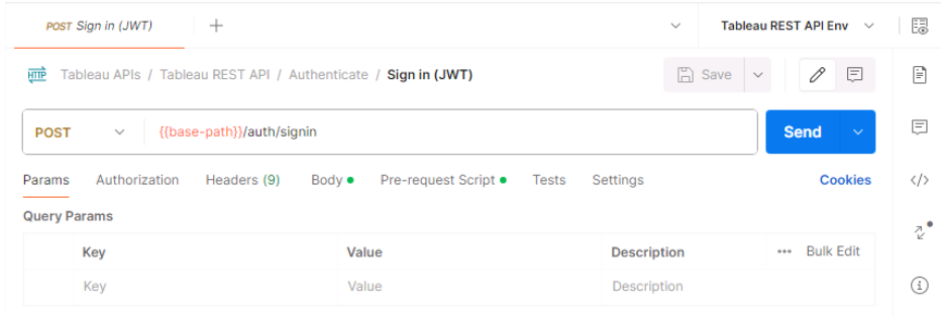 POST Sign in (JWT)
Tableau REST API Env
HTTP Tableau APIs / Tableau REST API / Authenticate / Sign in (JWT)
Save
POST {{base-path}}/auth/signin
Send
Params Authorization Headers (9) Body Pre-request Script Tests Settings Cookies
Query Params
Key Value Description ••• Bulk Edit
Key Value Description